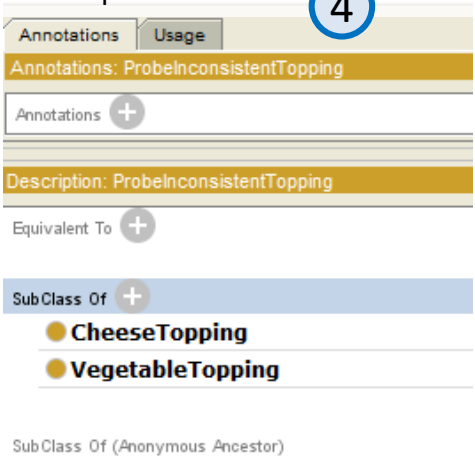 4
Annotations Usage
Annotations: ProbeInconsistentTopping
Annotations
Description: ProbeInconsistentTopping
Equivalent To
SubClass Of
CheeseTopping
VegetableTopping
SubClass Of (Anonymous Ancestor)